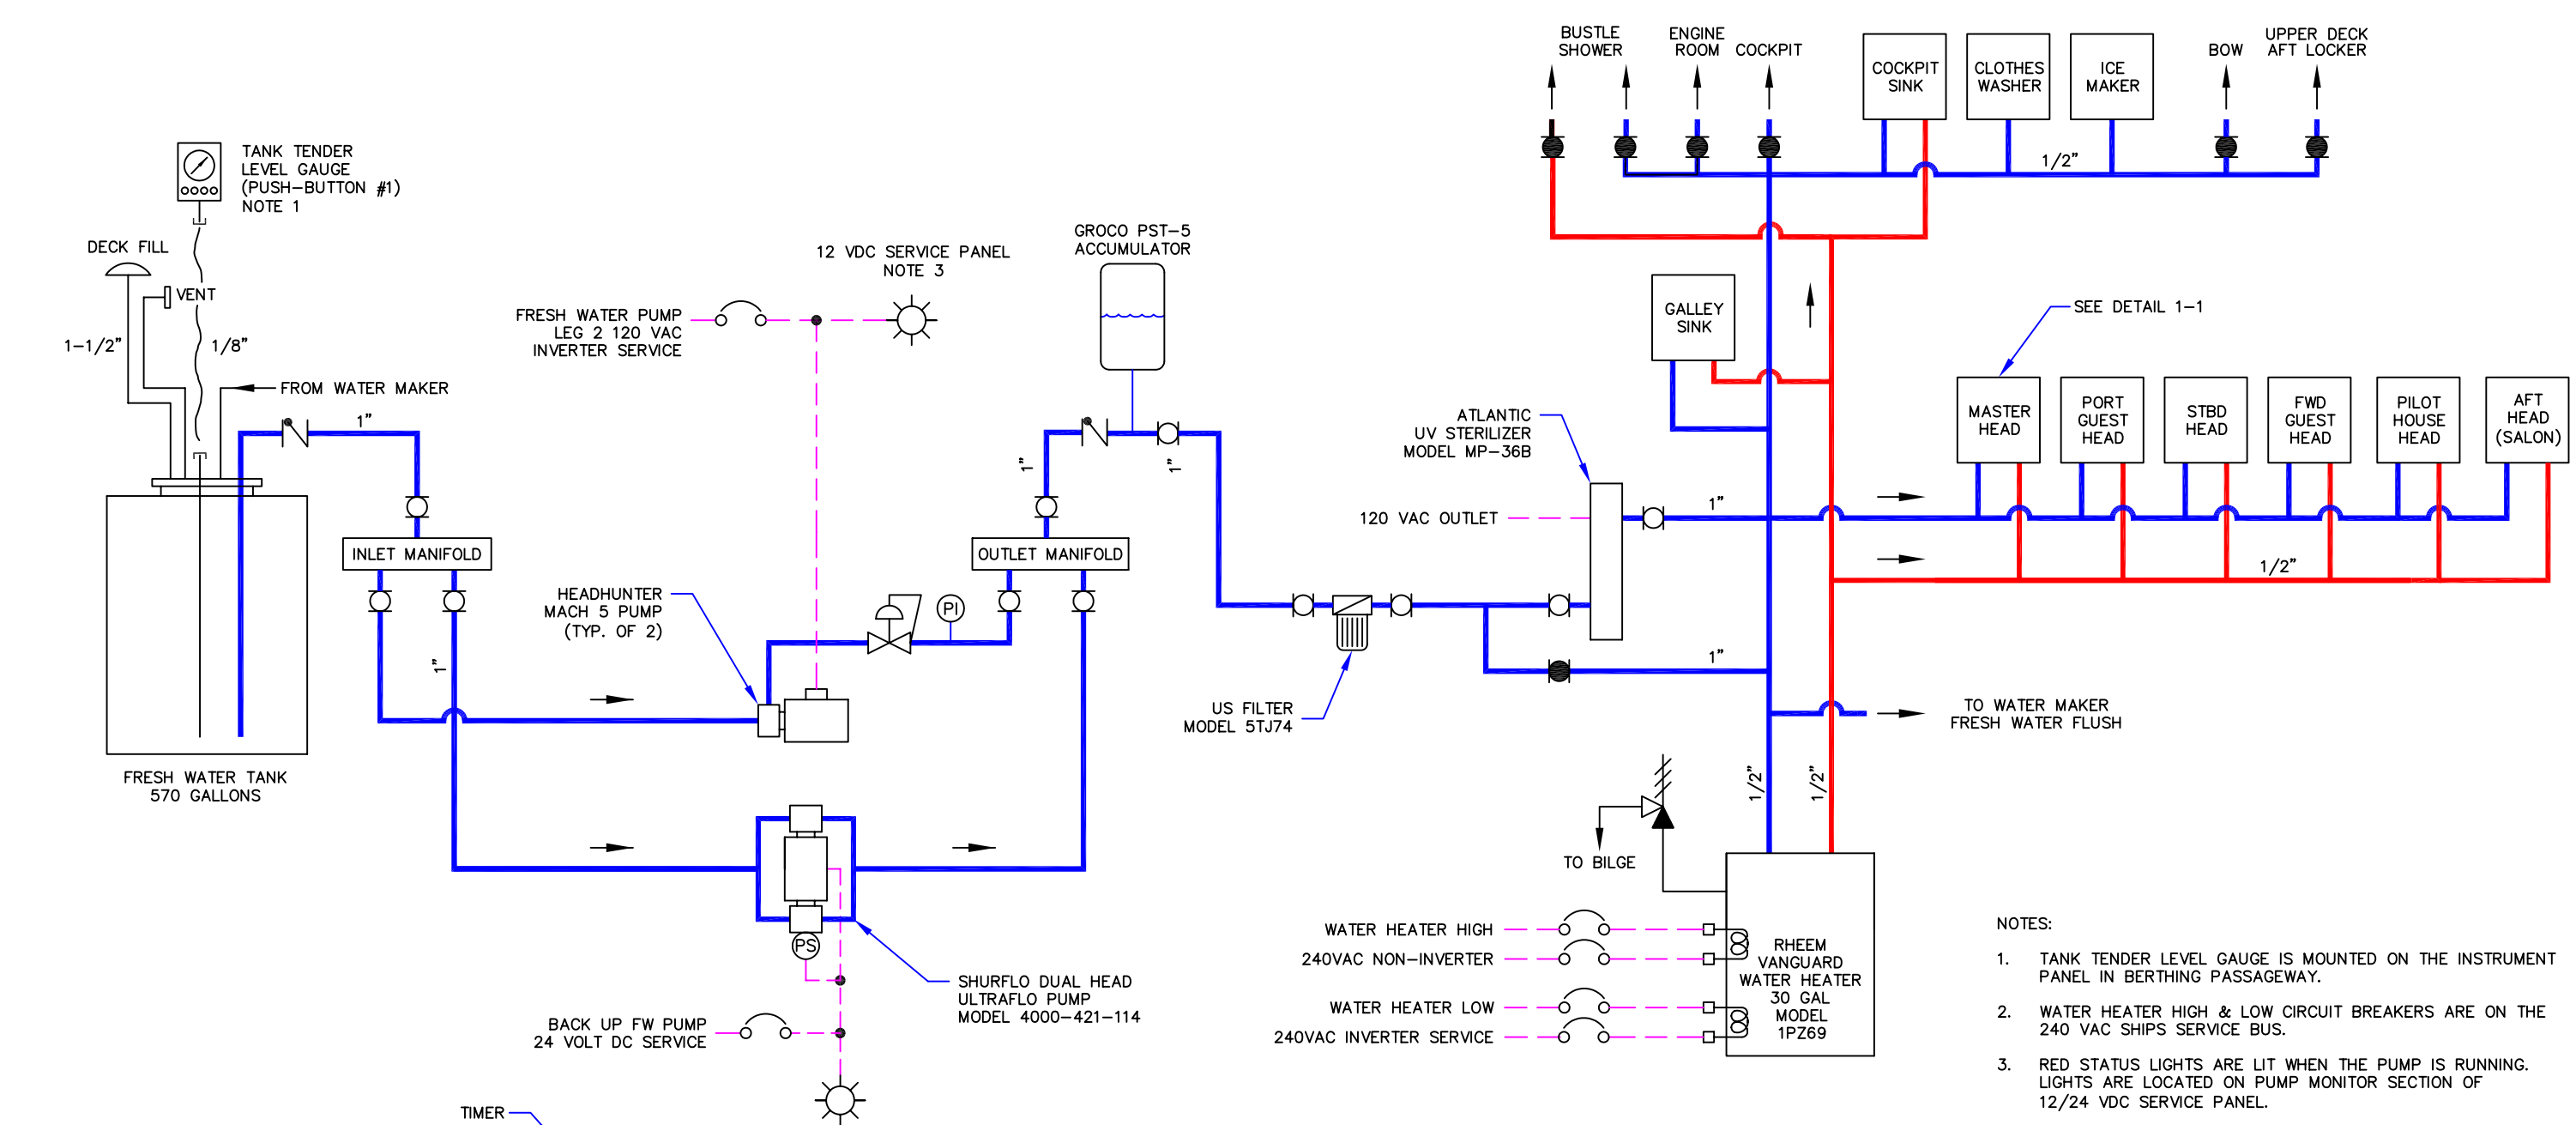 BUSTLE
SHOWER
ENGINE
ROOM
COCKPIT
COCKPIT
SINK
CLOTHES
WASHER
ICE
MAKER
BOW
UPPER DECK
AFT LOCKER
1/2"
TANK TENDER
LEVEL GAUGE
(PUSH-BUTTON #1)
NOTE 1
DECK FILL
VENT
1-1/2"
1/8"
FROM WATER MAKER
1"
12 VDC SERVICE PANEL
NOTE 3
FRESH WATER PUMP
LEG 2 120 VAC
INVERTER SERVICE
GROCO PST-5
ACCUMULATOR
GALLEY
SINK
SEE DETAIL 1-1
ATLANTIC
UV STERILIZER
MODEL MP-36B
MASTER
HEAD
PORT
GUEST
HEAD
STBD
HEAD
FWD
GUEST
HEAD
PILOT
HOUSE
HEAD
AFT
HEAD
(SALON)
1"
1"
120 VAC OUTLET
1"
INLET MANIFOLD
OUTLET MANIFOLD
1/2"
HEADHUNTER
MACH 5 PUMP
(TYP. OF 2)
PI
1"
1"
US FILTER
MODEL 5TJ74
TO WATER MAKER
FRESH WATER FLUSH
FRESH WATER TANK
570 GALLONS
1/2"
1/2"
TO BILGE
PS
SHURFLO DUAL HEAD
ULTRAFLO PUMP
MODEL 4000-421-114
BACK UP FW PUMP
24 VOLT DC SERVICE
TIMER
WATER HEATER HIGH
240VAC NON-INVERTER
WATER HEATER LOW
240VAC INVERTER SERVICE
RHEEM
VANGUARD
WATER HEATER
30 GAL
MODEL
1PZ69
NOTES:
1. TANK TENDER LEVEL GAUGE IS MOUNTED ON THE INSTRUMENT
PANEL IN BERTHING PASSAGEWAY.
2. WATER HEATER HIGH & LOW CIRCUIT BREAKERS ARE ON THE
240 VAC SHIPS SERVICE BUS.
3. RED STATUS LIGHTS ARE LIT WHEN THE PUMP IS RUNNING.
LIGHTS ARE LOCATED ON PUMP MONITOR SECTION OF
12/24 VDC SERVICE PANEL.